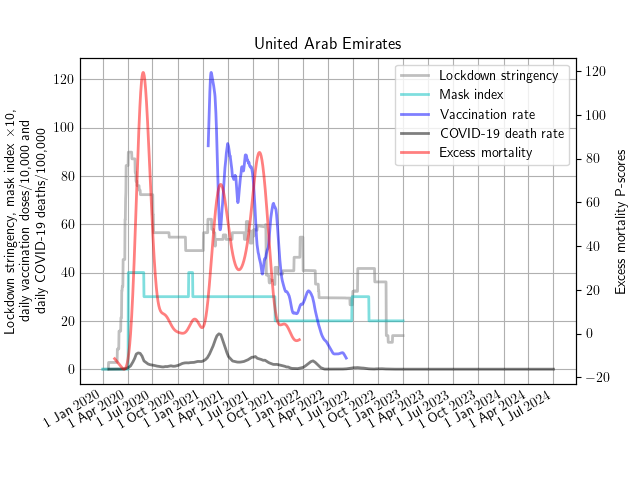 United Arab Emirates
Lockdown stringency, mask index ×10,
daily vaccination doses/10,000 and
daily COVID-19 deaths/100,000
120
100
80
60
40
20
0
Lockdown stringency
Mask index
Vaccination rate
COVID-19 death rate
Excess mortality
120
100
80
60
40
20
0
−20
Excess mortality P-scores
1 Jan 2020
1 Apr 2020
1 Jul 2020
1 Oct 2020
1 Jan 2021
1 Apr 2021
1 Jul 2021
1 Oct 2021
1 Jan 2022
1 Apr 2022
1 Jul 2022
1 Oct 2022
1 Jan 2023
1 Apr 2023
1 Jul 2023
1 Oct 2023
1 Jan 2024
1 Apr 2024
1 Jul 2024